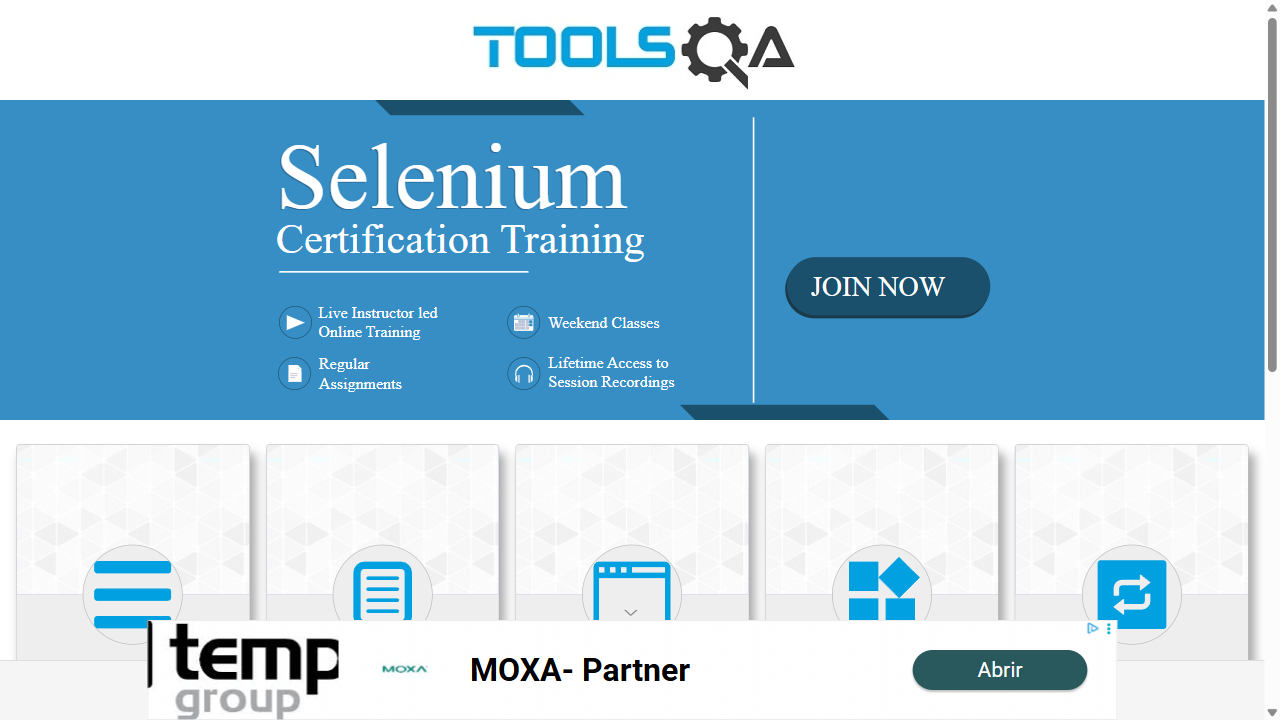 TOOLSQA
Selenium
Certification Training
Live Instructor led
Online Training
Weekend Classes
Regular
Assignments
Lifetime Access to
Session Recordings
JOIN NOW
temp
group
MOXA
MOXA- Partner
Abrir